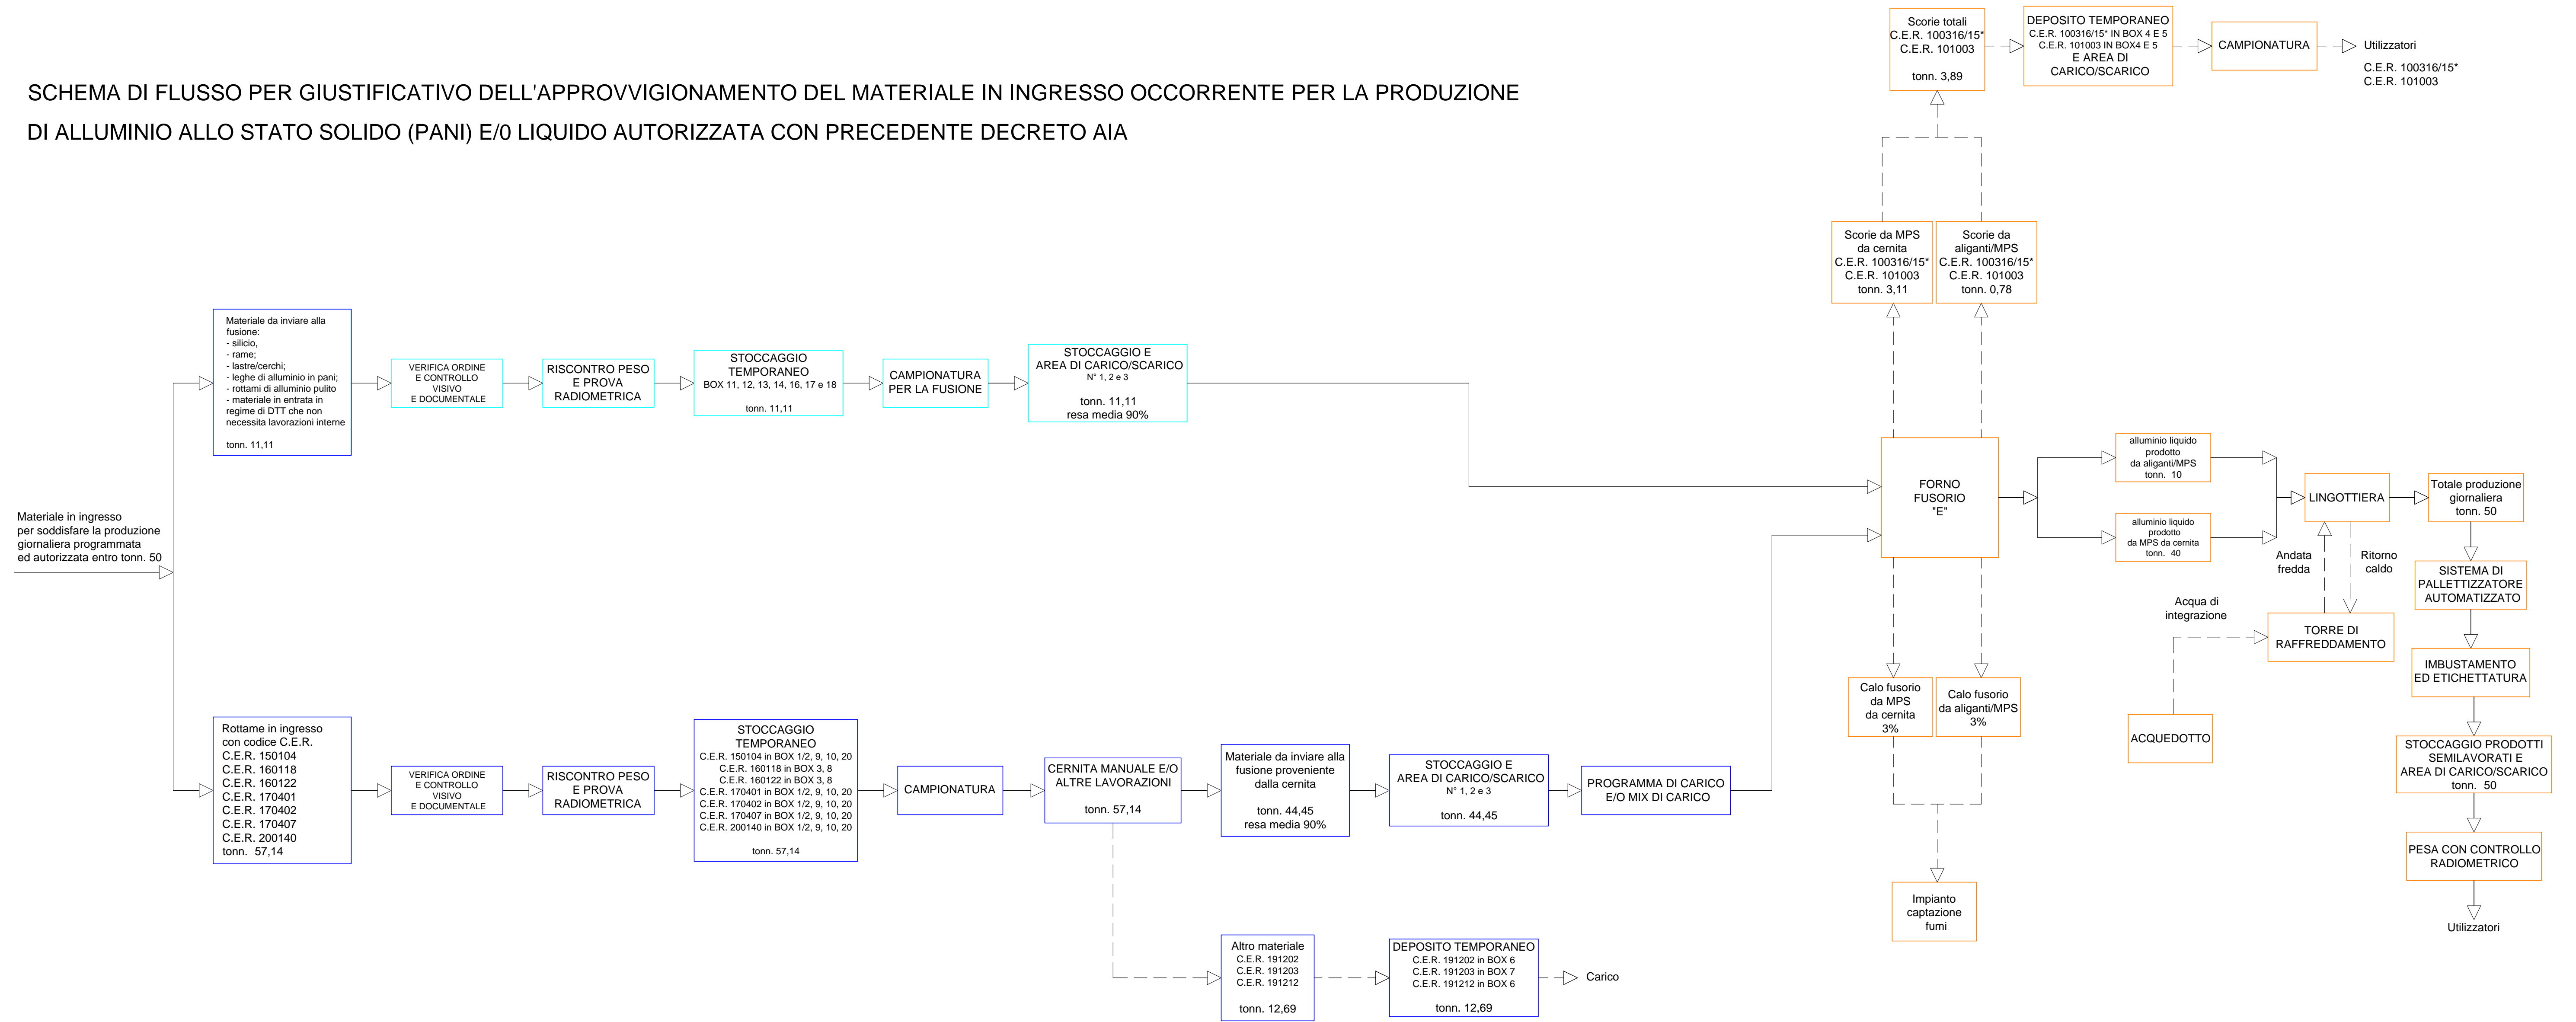 SCHEMA DI FLUSSO PER GIUSTIFICATIVO DELL'APPROVVIGIONAMENTO DEL MATERIALE IN INGRESSO OCCORRENTE PER LA PRODUZIONE
DI ALLUMINIO ALLO STATO SOLIDO (PANI) E/0 LIQUIDO AUTORIZZATA CON PRECEDENTE DECRETO AIA
Materiale in ingresso
per soddisfare la produzione
giornaliera programmata
ed autorizzata entro tonn. 50
Materiale da inviare alla
fusione:
- silicio,
- rame;
- lastre/cerchi;
- leghe di alluminio in pani;
- rottami di alluminio pulito
- materiale in entrata in
regime di DTT che non
necessita lavorazioni interne
tonn. 11,11
VERIFICA ORDINE
E CONTROLLO
VISIVO
E DOCUMENTALE
RISCONTRO PESO
E PROVA
RADIOMETRICA
STOCCAGGIO
TEMPORANEO
BOX 11, 12, 13, 14, 16, 17 e 18
tonn. 11,11
CAMPIONATURA
PER LA FUSIONE
STOCCAGGIO E
AREA DI CARICO/SCARICO
N° 1, 2 e 3
tonn. 11,11
resa media 90%
Rottame in ingresso
con codice C.E.R.
C.E.R. 150104
C.E.R. 160118
C.E.R. 160122
C.E.R. 170401
C.E.R. 170402
C.E.R. 170407
C.E.R. 200140
tonn. 57,14
VERIFICA ORDINE
E CONTROLLO
VISIVO
E DOCUMENTALE
RISCONTRO PESO
E PROVA
RADIOMETRICA
STOCCAGGIO
TEMPORANEO
C.E.R. 150104 in BOX 1/2, 9, 10, 20
C.E.R. 160118 in BOX 3, 8
C.E.R. 160122 in BOX 3, 8
C.E.R. 170401 in BOX 1/2, 9, 10, 20
C.E.R. 170402 in BOX 1/2, 9, 10, 20
C.E.R. 170407 in BOX 1/2, 9, 10, 20
C.E.R. 200140 in BOX 1/2, 9, 10, 20
tonn. 57,14
CAMPIONATURA
CERNITA MANUALE E/O
ALTRE LAVORAZIONI
tonn. 57,14
Materiale da inviare alla
fusione proveniente
dalla cernita
tonn. 44,45
resa media 90%
STOCCAGGIO E
AREA DI CARICO/SCARICO
N° 1, 2 e 3
tonn. 44,45
PROGRAMMA DI CARICO
E/O MIX DI CARICO
Altro materiale
C.E.R. 191202
C.E.R. 191203
C.E.R. 191212
tonn. 12,69
DEPOSITO TEMPORANEO
C.E.R. 191202 in BOX 6
C.E.R. 191203 in BOX 7
C.E.R. 191212 in BOX 6
tonn. 12,69
Carico
Scorie totali
C.E.R. 100316/15*
C.E.R. 101003
tonn. 3,89
DEPOSITO TEMPORANEO
C.E.R. 100316/15* IN BOX 4 E 5
C.E.R. 101003 IN BOX4 E 5
E AREA DI
CARICO/SCARICO
CAMPIONATURA
Utilizzatori
C.E.R. 100316/15*
C.E.R. 101003
Scorie da MPS
da cernita
C.E.R. 100316/15*
C.E.R. 101003
tonn. 3,11
Scorie da
aliganti/MPS
C.E.R. 100316/15*
C.E.R. 101003
tonn. 0,78
FORNO
FUSORIO
"E"
Calo fusorio
da MPS
da cernita
3%
Calo fusorio
da aliganti/MPS
3%
Impianto
captazione
fumi
alluminio liquido
prodotto
da aliganti/MPS
tonn. 10
alluminio liquido
prodotto
da MPS da cernita
tonn. 40
LINGOTTIERA
Totale produzione
giornaliera
tonn. 50
Andata
fredda
Ritorno
caldo
Acqua di
integrazione
TORRE DI
RAFFREDDAMENTO
ACQUEDOTTO
SISTEMA DI
PALLETTIZZATORE
AUTOMATIZZATO
IMBUSTAMENTO
ED ETICHETTATURA
STOCCAGGIO PRODOTTI
SEMILAVORATI E
AREA DI CARICO/SCARICO
tonn. 50
PESA CON CONTROLLO
RADIOMETRICO
Utilizzatori